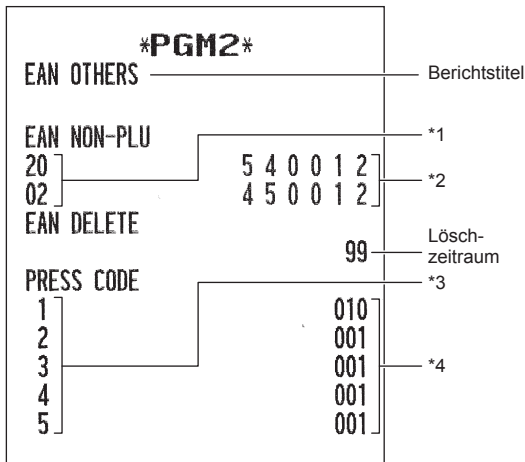 *PGM2*
EAN OTHERS Berichtstitel
EAN NON-PLU *1
20 5 4 0 0 1 2
*2
02 4 5 0 0 1 2
EAN DELETE
99 Lösch-
zeitraum
PRESS CODE *3
1 010
2 001
3 001 *4
4 001
5 001